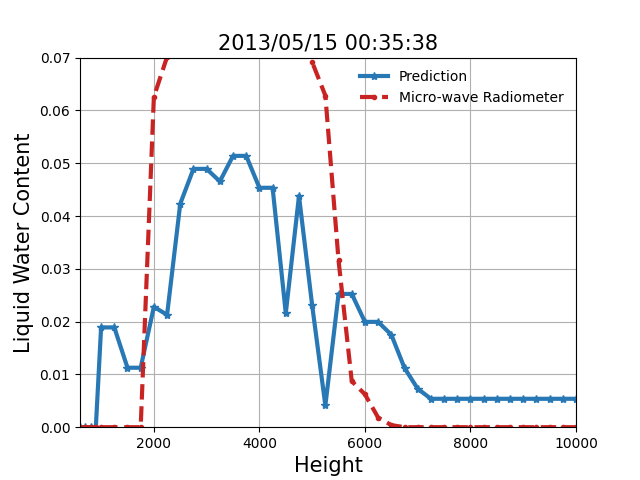 2013/05/15 00:35:38
Liquid Water Content
0.07
0.06
0.05
0.04
0.03
0.02
0.01
0.00
Prediction
Micro-wave Radiometer
2000 4000 6000 8000 10000
Height